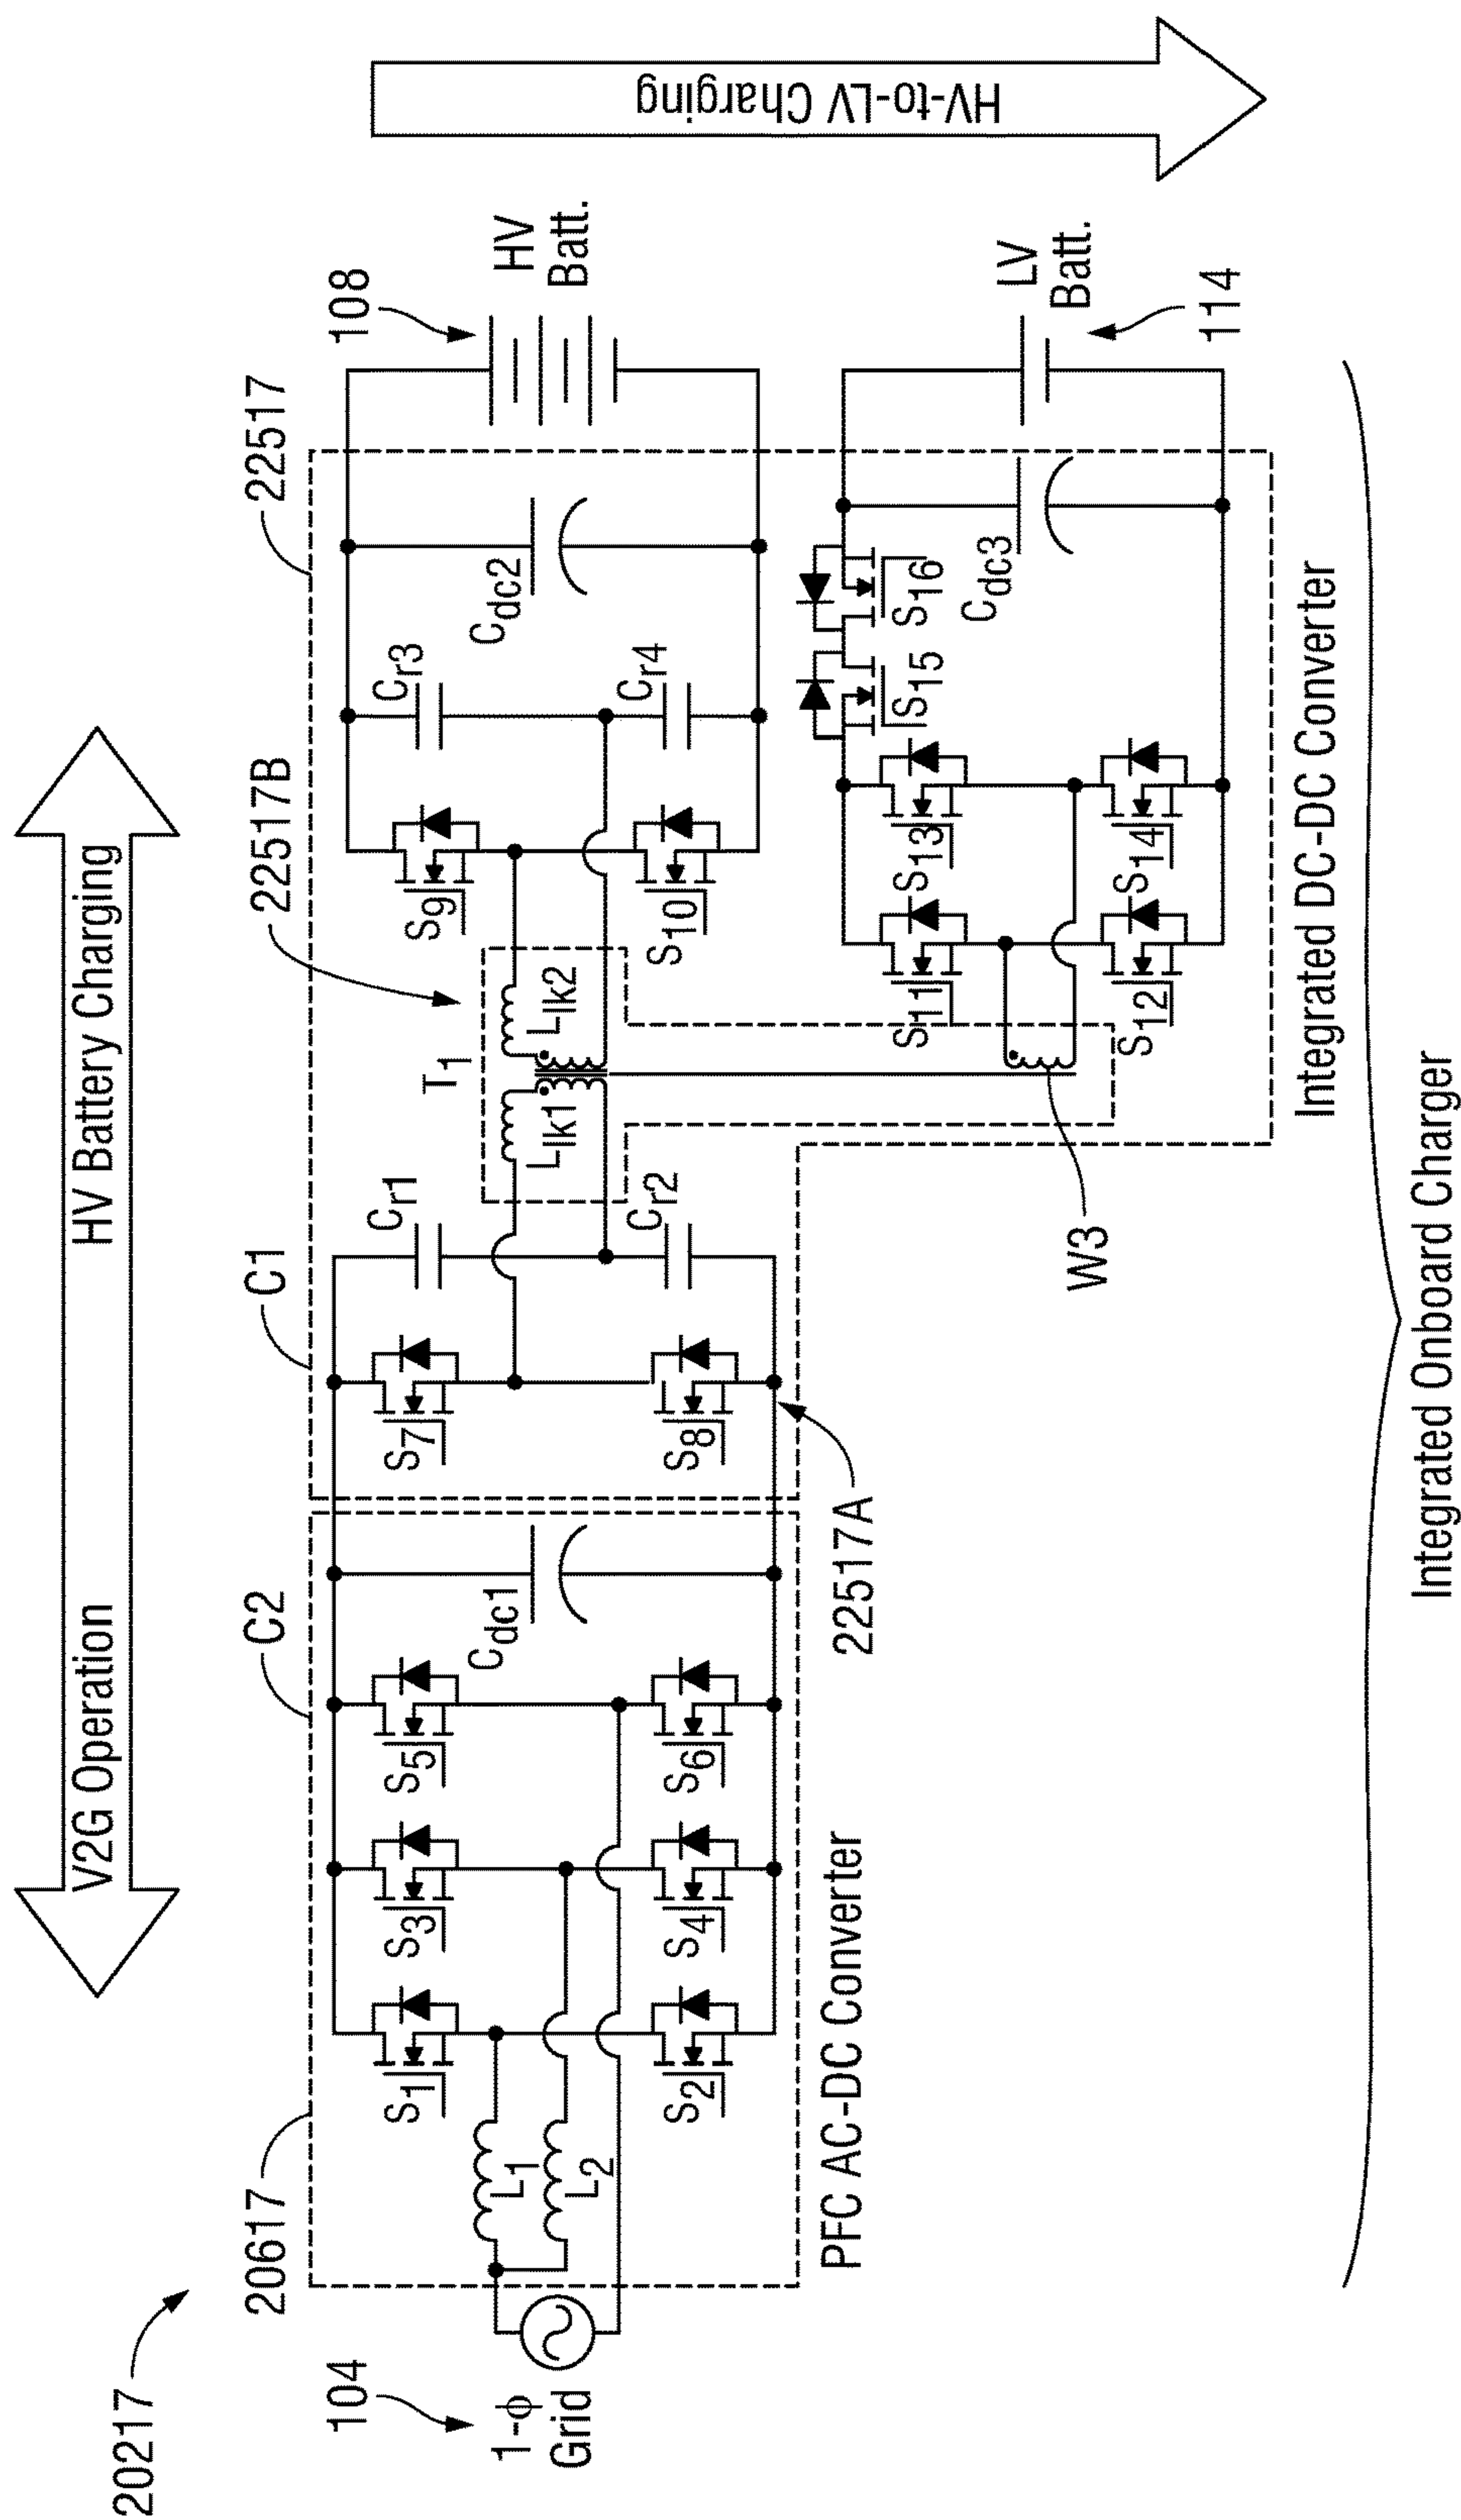 20217
V2G Operation
HV Battery Charging
HV-to-LV Charging
20617
C2
C1
22517B
22517
104
1-ϕ
Grid
L1
L2
S1
S2
S3
S4
S5
S6
Cdc1
S7
S8
Cr1
Cr2
T1
Llk1
Llk2
S9
S10
Cr3
Cr4
Cdc2
108
HV
Batt.
22517A
W3
S11
S12
S13
S14
S15
S16
Cdc3
LV
Batt.
114
PFC AC-DC Converter
Integrated DC-DC Converter
Integrated Onboard Charger